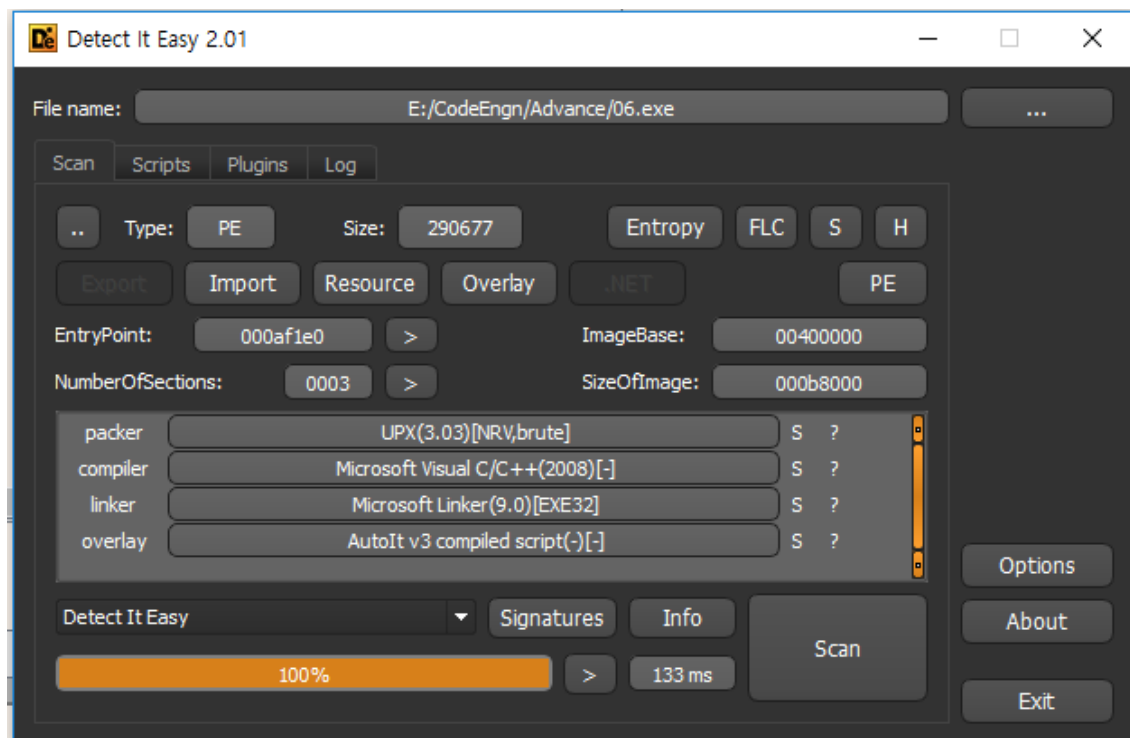 Detect It Easy 2.01
File name: E:/CodeEngn/Advance/06.exe ...
Scan Scripts Plugins Log
.. Type: PE Size: 290677 Entropy FLC S H
Export Import Resource Overlay .NET PE
EntryPoint: 000af1e0 > ImageBase: 00400000
NumberOfSections: 0003 > SizeOfImage: 000b8000
packer UPX(3.03)[NRV,brute] S ?
compiler Microsoft Visual C/C++(2008)[-] S ?
linker Microsoft Linker(9.0)[EXE32] S ?
overlay AutoIt v3 compiled script(-)[-] S ?
Options
Detect It Easy Signatures Info Scan About
100% > 133 ms
Exit